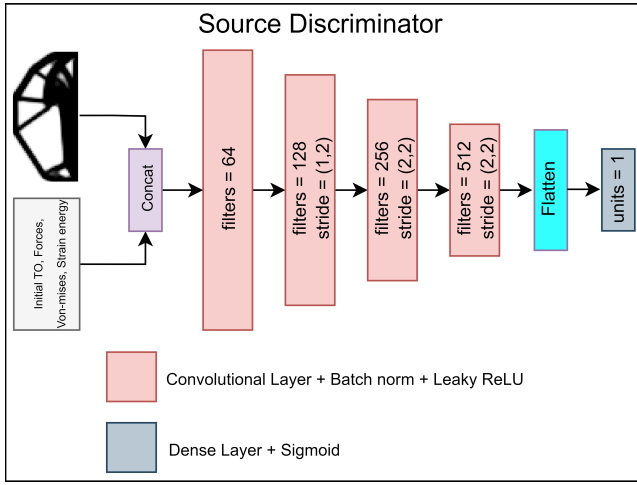 Source Discriminator
Initial TO, Forces,
Von-mises, Strain energy
Concat
filters = 64
filters = 128
stride = (1,2)
filters = 256
stride = (2,2)
filters = 512
stride = (2,2)
Flatten
units = 1
Convolutional Layer + Batch norm + Leaky ReLU
Dense Layer + Sigmoid